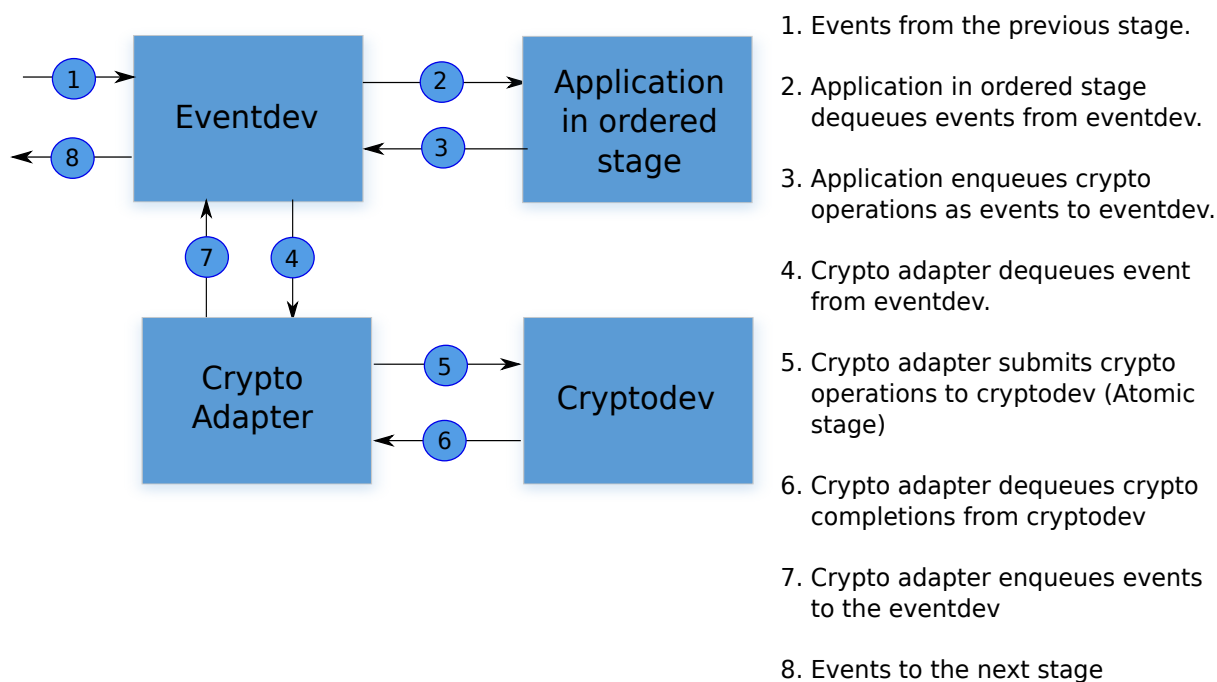 1
8
Eventdev
2
3
Application
in ordered
stage
7
4
Crypto
Adapter
5
6
Cryptodev
1. Events from the previous stage.
2. Application in ordered stage
dequeues events from eventdev.
3. Application enqueues crypto
operations as events to eventdev.
4. Crypto adapter dequeues event
from eventdev.
5. Crypto adapter submits crypto
operations to cryptodev (Atomic
stage)
6. Crypto adapter dequeues crypto
completions from cryptodev
7. Crypto adapter enqueues events
to the eventdev
8. Events to the next stage